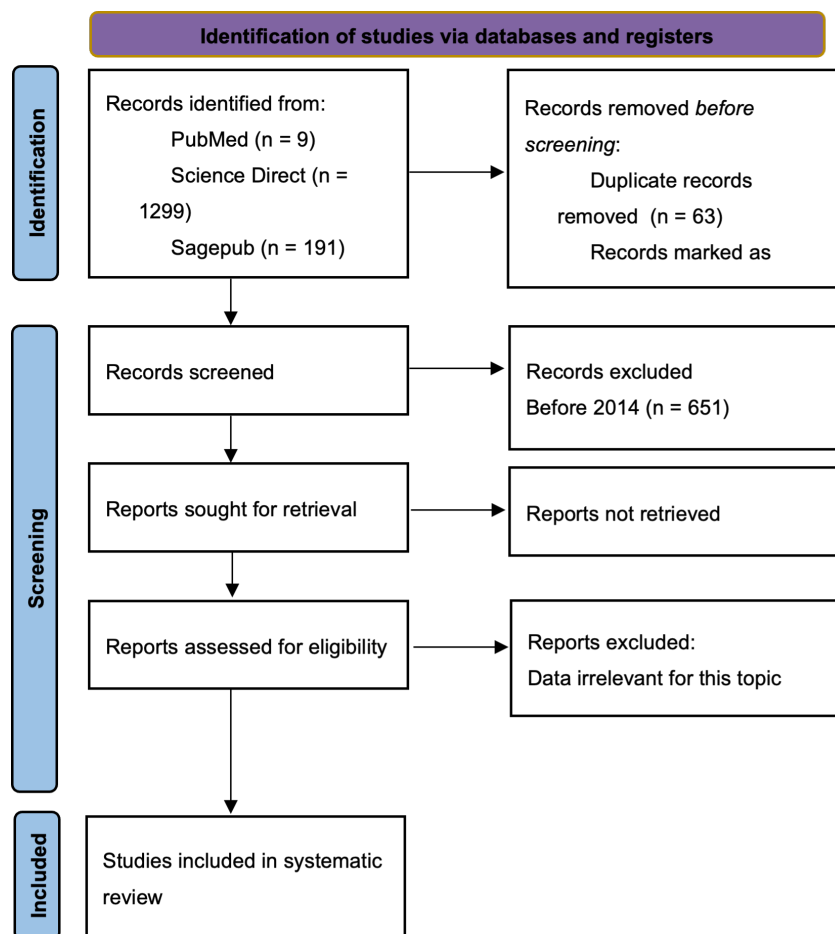 Identification of studies via databases and registers
Identification
Records identified from:
PubMed (n = 9)
Science Direct (n =
1299)
Sagepub (n = 191)
Records removed before
screening:
Duplicate records
removed (n = 63)
Records marked as
Screening
Records screened
Records excluded
Before 2014 (n = 651)
Reports sought for retrieval
Reports not retrieved
Reports assessed for eligibility
Reports excluded:
Data irrelevant for this topic
Included
Studies included in systematic
review